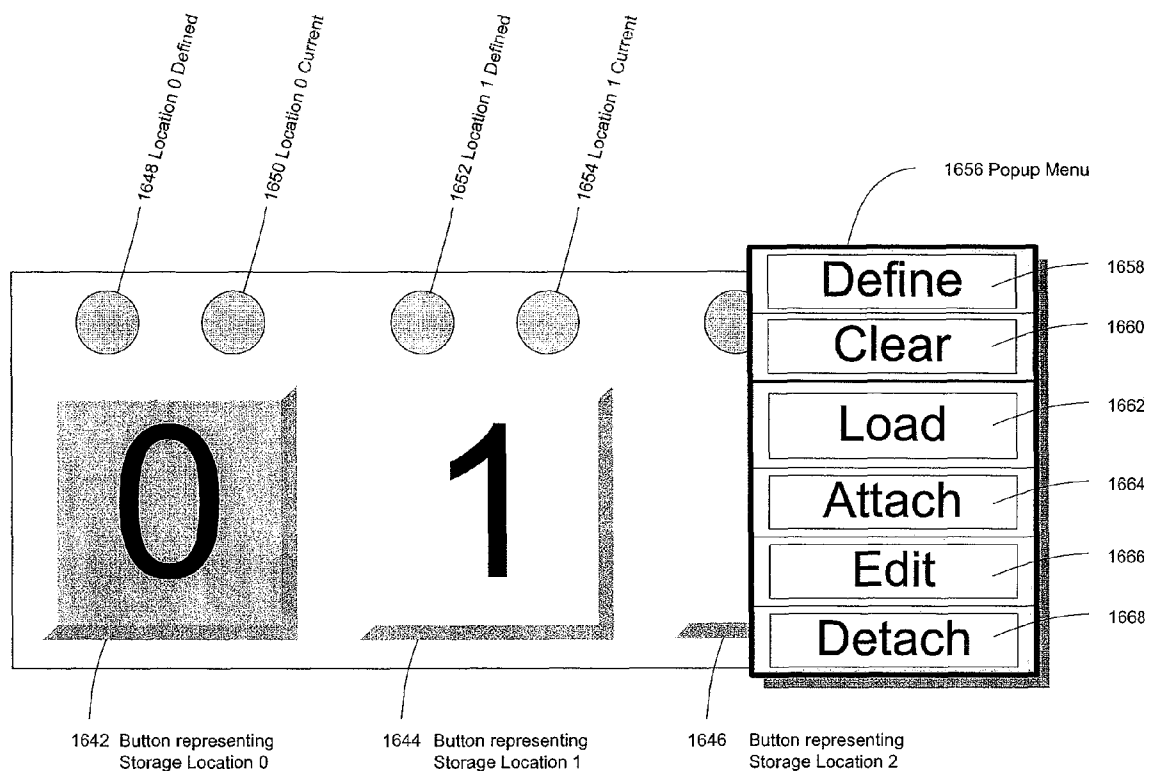 1648 Location 0 Defined
1650 Location 0 Current
1652 Location 1 Defined
1654 Location 1 Current
1656 Popup Menu
Define
1658
Clear
1660
Load
1662
Attach
1664
Edit
1666
Detach
1668
0
1
1642 Button representing
Storage Location 0
1644 Button representing
Storage Location 1
1646 Button representing
Storage Location 2